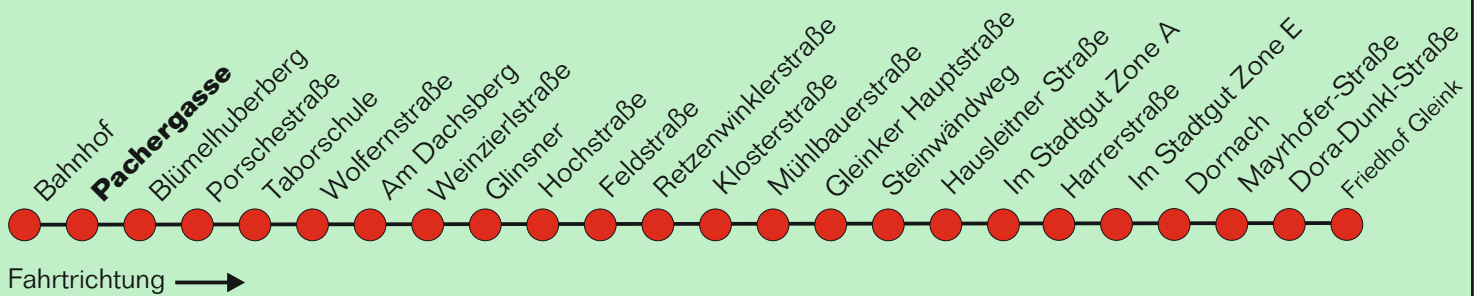 Bahnhof
Pachergasse
Blümelhuberberg
Porschestraße
Taborschule
Wolfernstraße
Am Dachsberg
Weinzierlstraße
Glinsner
Hochstraße
Feldstraße
Retzenwinklerstraße
Klosterstraße
Mühlbauerstraße
Gleinker Hauptstraße
Steinwändweg
Hausleitner Straße
Im Stadtgut Zone A
Harrerstraße
Im Stadtgut Zone E
Dornach
Mayrhofer-Straße
Dora-Dunkl-Straße
Friedhof Gleink
Fahrtrichtung